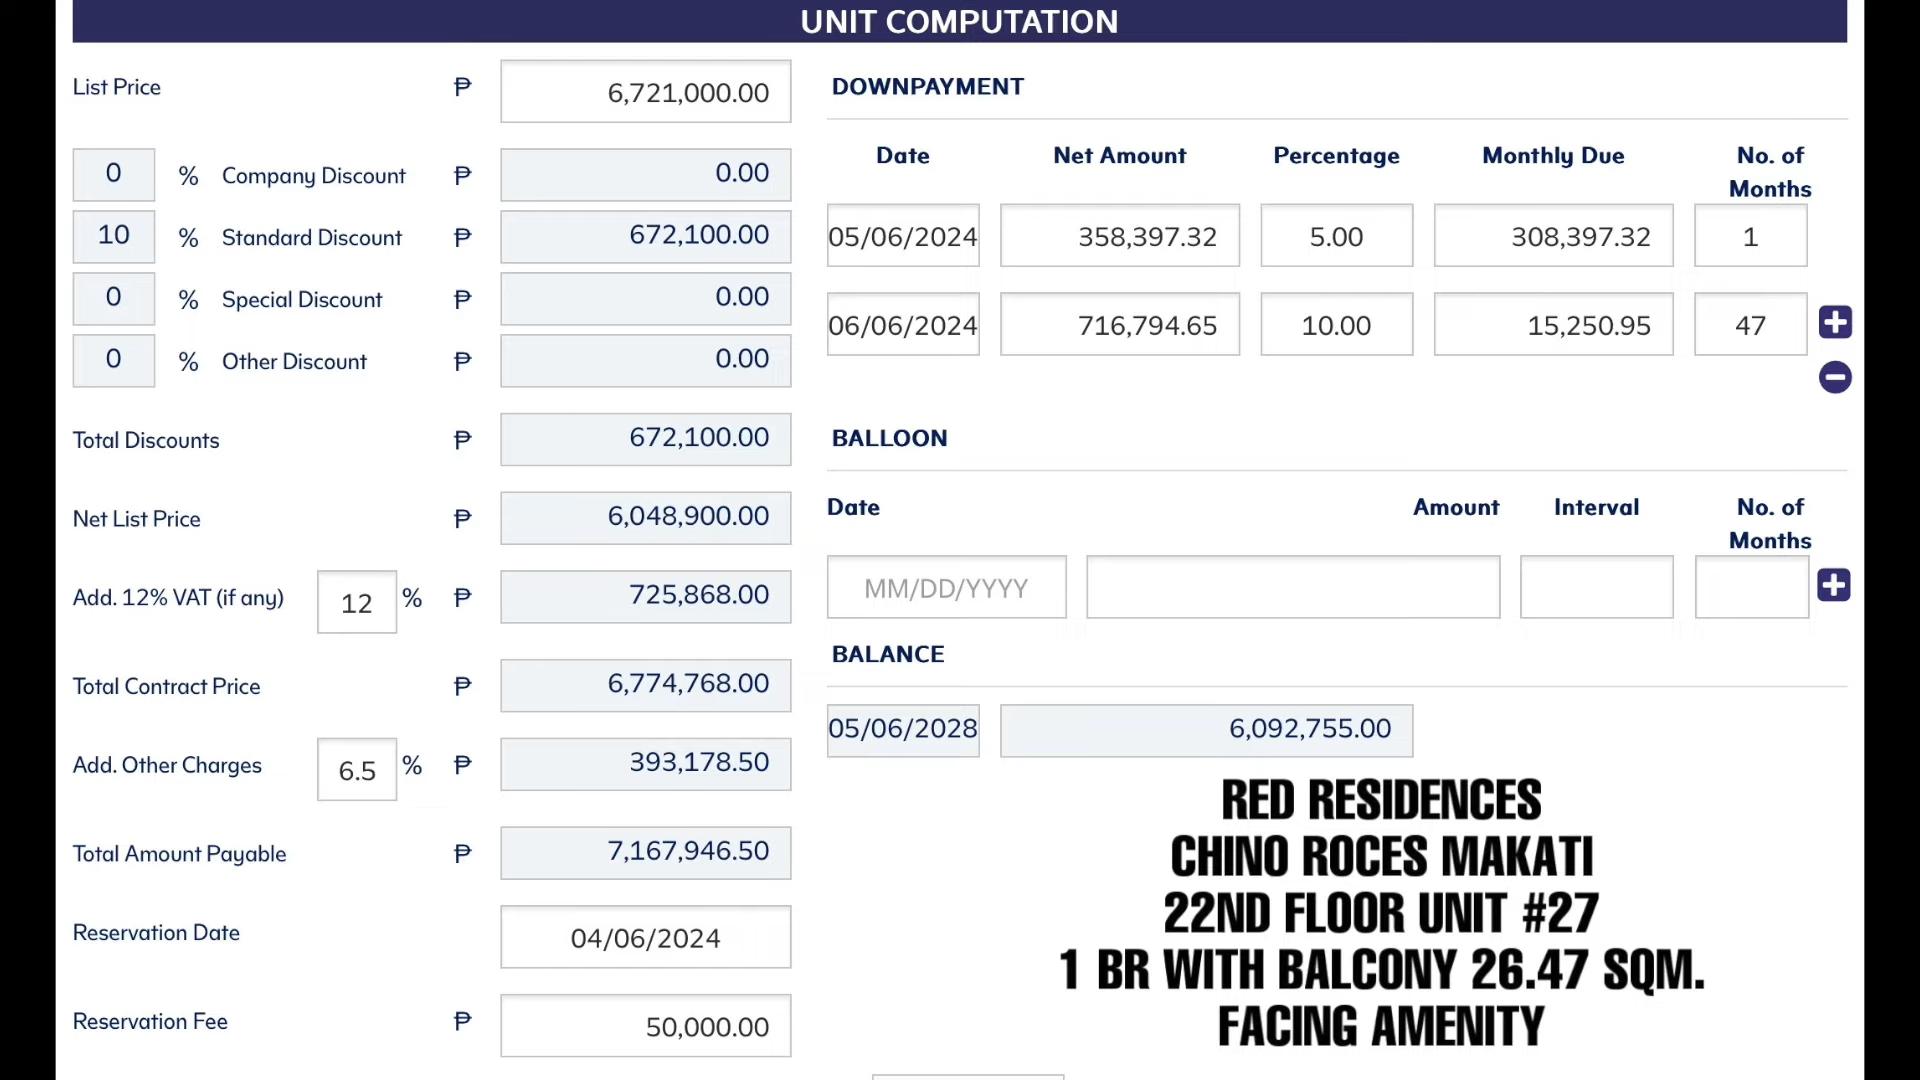 UNIT COMPUTATION
List Price ₱ 6,721,000.00
0 % Company Discount ₱ 0.00
10 % Standard Discount ₱ 672,100.00
0 % Special Discount ₱ 0.00
0 % Other Discount ₱ 0.00
Total Discounts ₱ 672,100.00
Net List Price ₱ 6,048,900.00
Add. 12% VAT (if any) 12 % ₱ 725,868.00
Total Contract Price ₱ 6,774,768.00
Add. Other Charges 6.5 % ₱ 393,178.50
Total Amount Payable ₱ 7,167,946.50
Reservation Date 04/06/2024
Reservation Fee ₱ 50,000.00
DOWNPAYMENT
Date Net Amount Percentage Monthly Due No. of
Months
05/06/2024 358,397.32 5.00 308,397.32 1
06/06/2024 716,794.65 10.00 15,250.95 47
BALLOON
Date Amount Interval No. of
Months
MM/DD/YYYY
BALANCE
05/06/2028 6,092,755.00
RED RESIDENCES
CHINO ROCES MAKATI
22ND FLOOR UNIT #27
1 BR WITH BALCONY 26.47 SQM.
FACING AMENITY